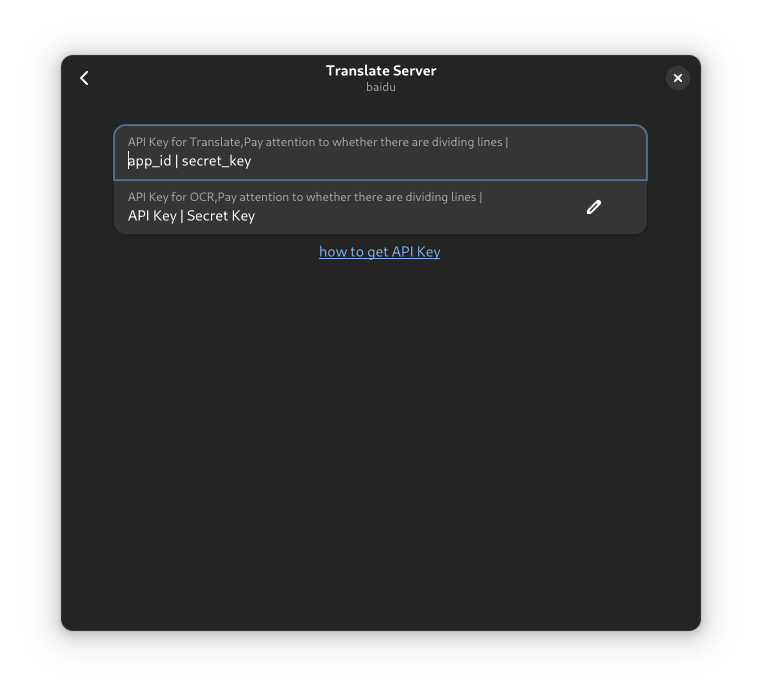 Translate Server
baidu
API Key for Translate,Pay attention to whether there are dividing lines |
app_id | secret_key
API Key for OCR,Pay attention to whether there are dividing lines |
API Key | Secret Key
how to get API Key